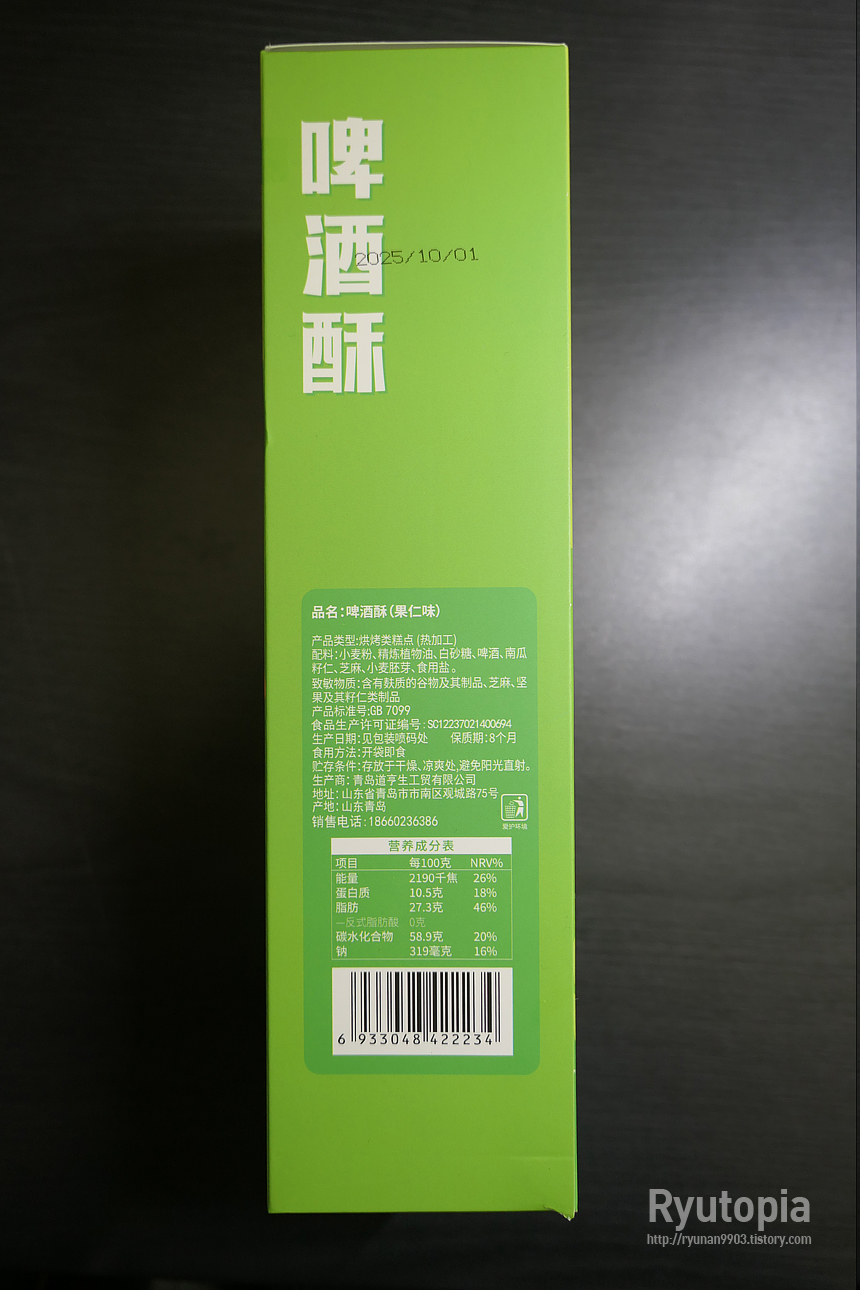 啤
酒
酥
2025/10/01
品名:啤酒酥(果仁味)
产品类型:烘烤类糕点 (热加工)
配料:小麦粉、精炼植物油、白砂糖、啤酒、南瓜
籽仁、芝麻、小麦胚芽、食用盐。
致敏物质:含有麸质的谷物及其制品、芝麻、坚
果及其籽仁类制品
产品标准号:GB 7099
食品生产许可证编号:SC12237021400694
生产日期:见包装喷码处 保质期:8个月
食用方法:开袋即食
贮存条件:存放于干燥、凉爽处,避免阳光直射。
生产商:青岛道亨生工贸有限公司
地址:山东省青岛市市南区观城路75号
产地:山东青岛
爱护环境
销售电话:18660236386
营养成分表
项目 每100克 NRV%
能量 2190千焦 26%
蛋白质 10.5克 18%
脂肪 27.3克 46%
—反式脂肪酸 0克
碳水化合物 58.9克 20%
钠 319毫克 16%
6 933048 422234
Ryutopia
http://ryunan9903.tistory.com